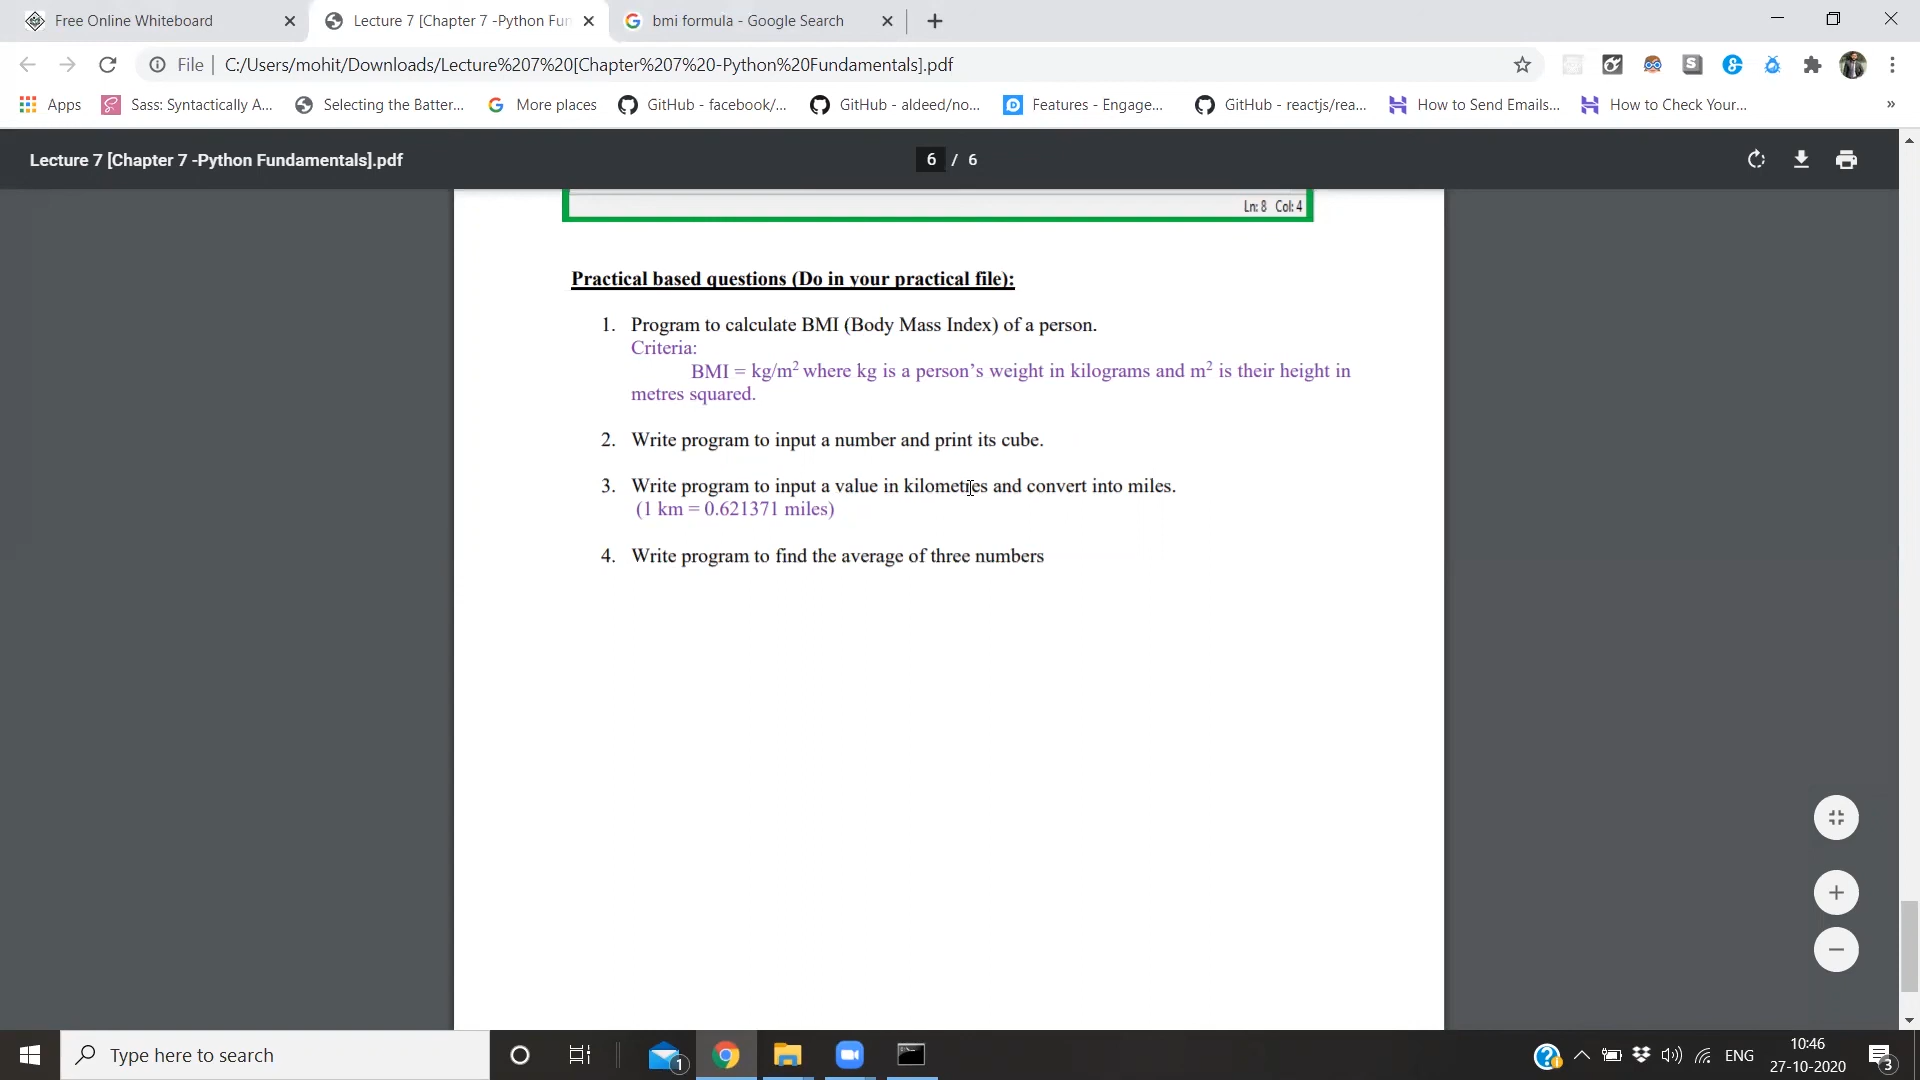 Free Online Whiteboard
Lecture 7 [Chapter 7 -Python Fun
bmi formula - Google Search
File
C:/Users/mohit/Downloads/Lecture%207%20[Chapter%207%20-Python%20Fundamentals].pdf
Apps
Sass: Syntactically A...
Selecting the Batter...
More places
GitHub - facebook/...
GitHub - aldeed/no...
Features - Engage...
GitHub - reactjs/rea...
How to Send Emails...
How to Check Your...
»
Lecture 7 [Chapter 7 -Python Fundamentals].pdf
6 / 6
Ln: 8 Col: 4
Practical based questions (Do in your practical file):
1. Program to calculate BMI (Body Mass Index) of a person.
Criteria:
BMI = kg/m² where kg is a person’s weight in kilograms and m² is their height in
metres squared.
2. Write program to input a number and print its cube.
3. Write program to input a value in kilometres and convert into miles.
(1 km = 0.621371 miles)
4. Write program to find the average of three numbers
Type here to search
1
ENG
10:46
27-10-2020
3